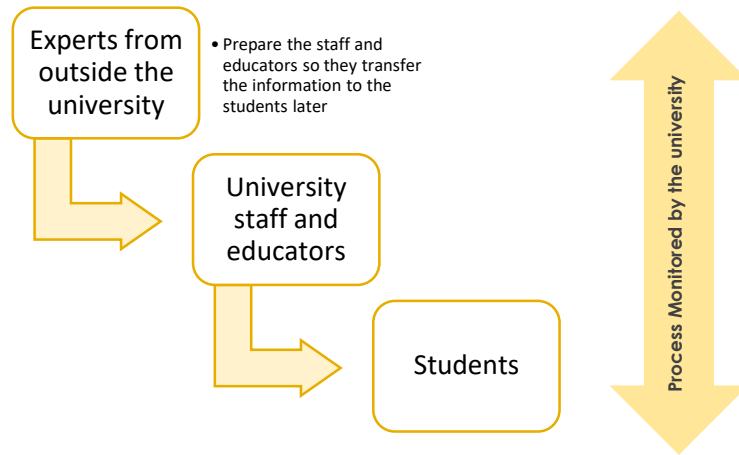 Experts from
outside the
university
• Prepare the staff and
educators so they transfer
the information to the
students later
University
staff and
educators
Students
Process Monitored by the university